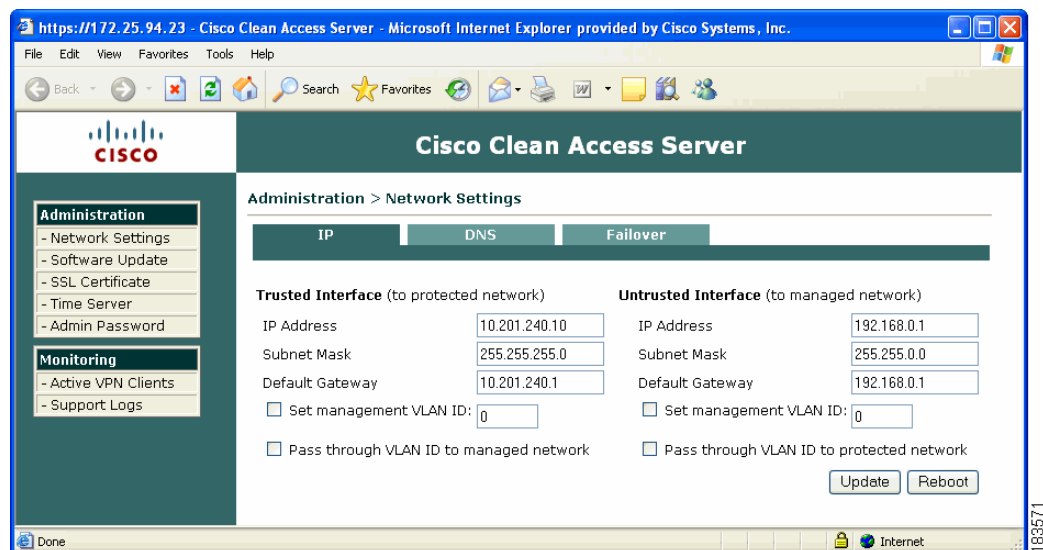 https://172.25.94.23 - Cisco Clean Access Server - Microsoft Internet Explorer provided by Cisco Systems, Inc.
File Edit View Favorites Tools Help
Back Search Favorites W
CISCO
Cisco Clean Access Server
Administration
- Network Settings
- Software Update
- SSL Certificate
- Time Server
- Admin Password
Monitoring
- Active VPN Clients
- Support Logs
Administration > Network Settings
IP DNS Failover
Trusted Interface (to protected network)
IP Address 10.201.240.10
Subnet Mask 255.255.255.0
Default Gateway 10.201.240.1
Set management VLAN ID: 0
Pass through VLAN ID to managed network
Untrusted Interface (to managed network)
IP Address 192.168.0.1
Subnet Mask 255.255.0.0
Default Gateway 192.168.0.1
Set management VLAN ID: 0
Pass through VLAN ID to protected network
Update Reboot
Done Internet
183571